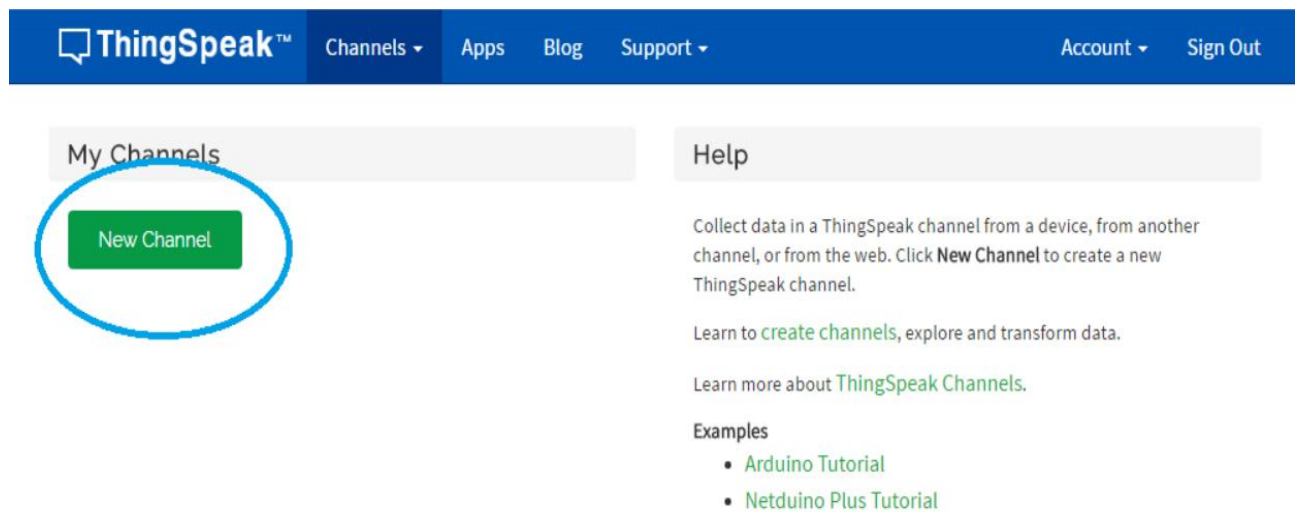 ThingSpeak™ Channels Apps Blog Support Account Sign Out
My Channels
New Channel
Help
Collect data in a ThingSpeak channel from a device, from another
channel, or from the web. Click New Channel to create a new
ThingSpeak channel.
Learn to create channels, explore and transform data.
Learn more about ThingSpeak Channels.
Examples
• Arduino Tutorial
• Netduino Plus Tutorial